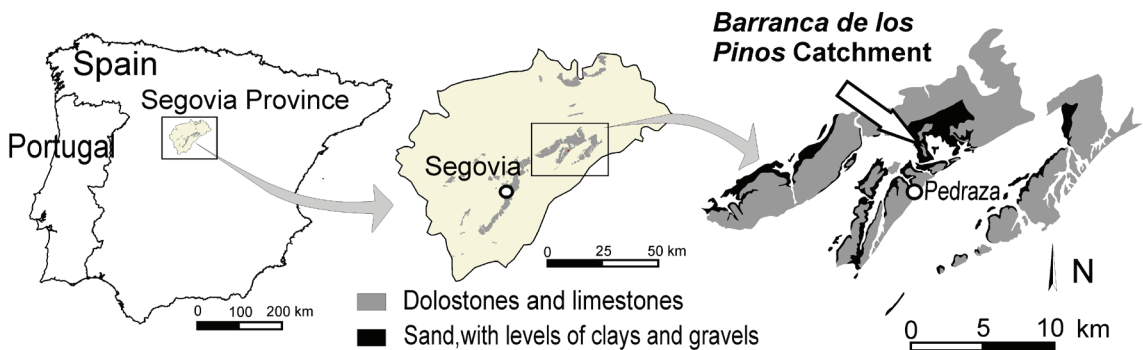 Spain
Segovia Province
Portugal
0 100 200 km
Segovia
0 25 50 km
Dolostones and limestones
Sand,with levels of clays and gravels
Barranca de los
Pinos Catchment
Pedraza
N
0 5 10 km